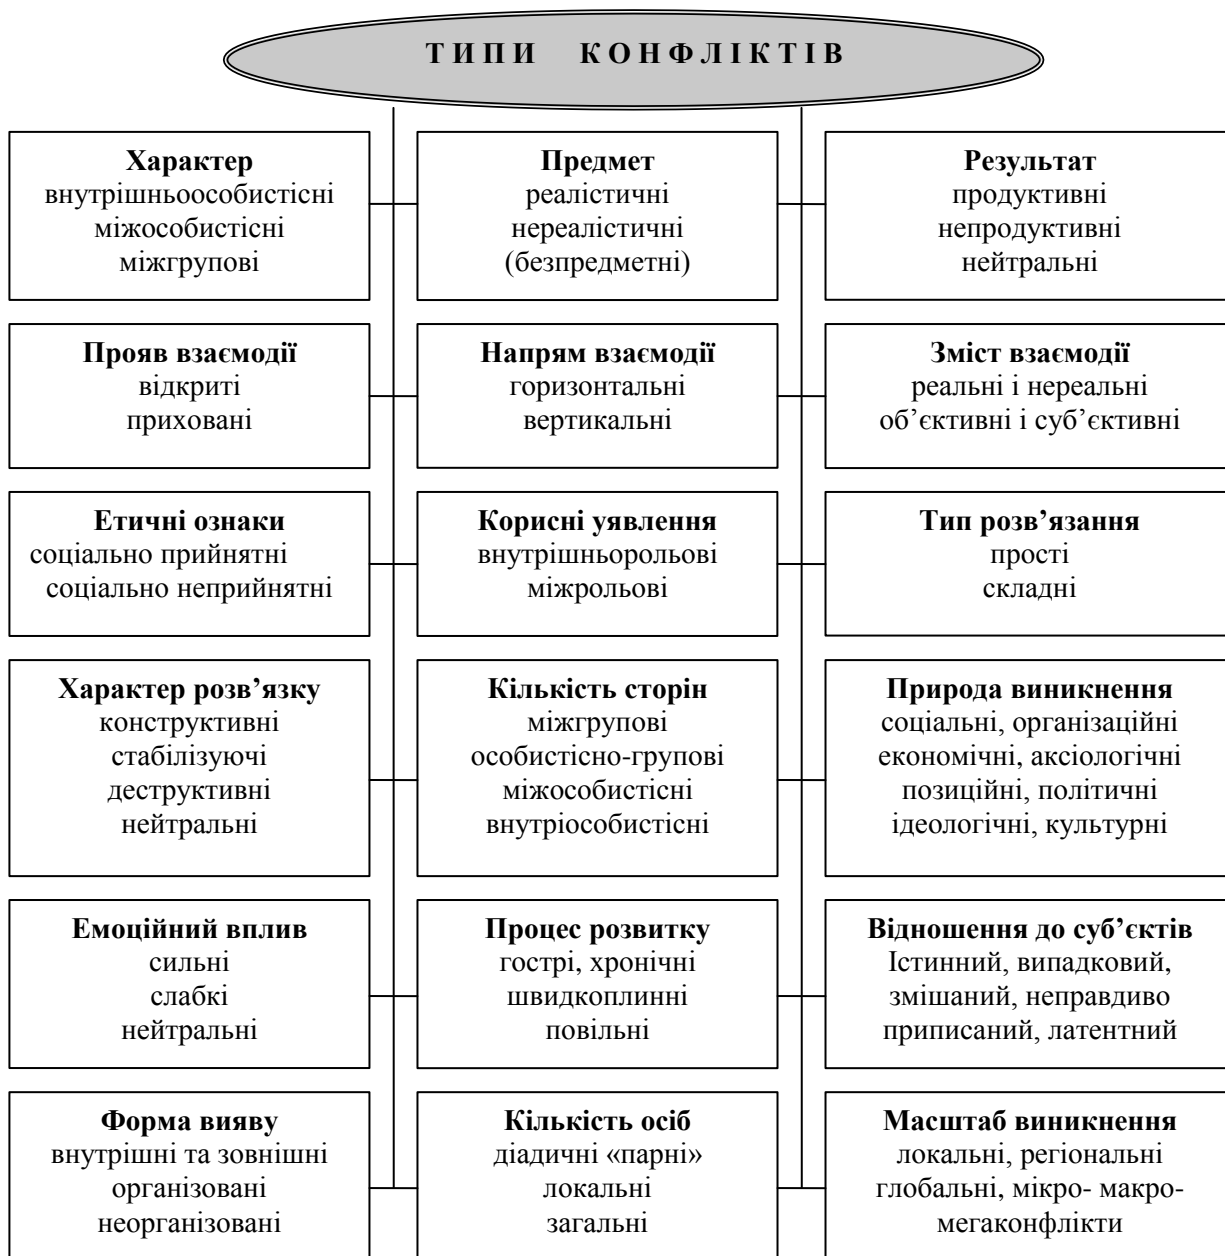 ТИПИ КОНФЛІКТІВ
Характер
внутрішньоособистісні
міжособистісні
міжгрупові
Предмет
реалістичні
нереалістичні
(безпредметні)
Результат
продуктивні
непродуктивні
нейтральні
Прояв взаємодії
відкриті
приховані
Напрям взаємодії
горизонтальні
вертикальні
Зміст взаємодії
реальні і нереальні
об’єктивні і суб’єктивні
Етичні ознаки
соціально прийнятні
соціально неприйнятні
Корисні уявлення
внутрішньорольові
міжрольові
Тип розв’язання
прості
складні
Характер розв’язку
конструктивні
стабілізуючі
деструктивні
нейтральні
Кількість сторін
міжгрупові
особистісно-групові
міжособистісні
внутріособистісні
Природа виникнення
соціальні, організаційні
економічні, аксіологічні
позиційні, політичні
ідеологічні, культурні
Емоційний вплив
сильні
слабкі
нейтральні
Процес розвитку
гострі, хронічні
швидкоплинні
повільні
Відношення до суб’єктів
Істинний, випадковий,
змішаний, неправдиво
приписаний, латентний
Форма вияву
внутрішні та зовнішні
організовані
неорганізовані
Кількість осіб
діадичні «парні»
локальні
загальні
Масштаб виникнення
локальні, регіональні
глобальні, мікро- макро-
мегаконфлікти